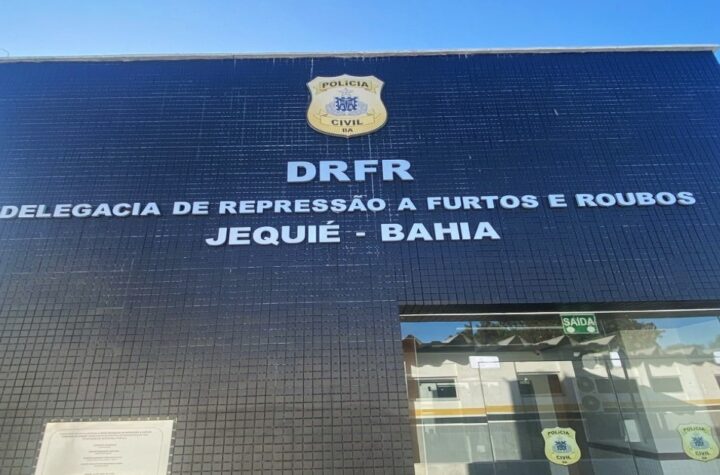 POLÍCIA
CIVIL
BA
DRFR
DELEGACIA DE REPRESSÃO A FURTOS E ROUBOS
JEQUIÉ - BAHIA
SAÍDA
POLÍCIA
CIVIL
POLÍCIA
CIVIL